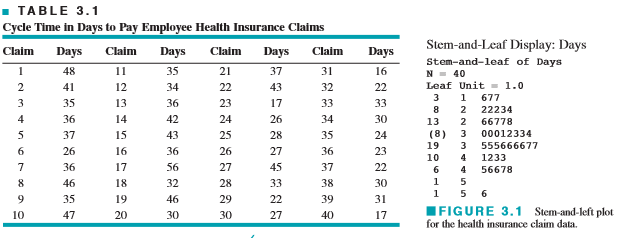 TABLE 3.1
Cycle Time in Days to Pay Employee Health Insurance Claims
Claim Days Claim Days Claim Days Claim Days
1 48 11 35 21 37 31 16
2 41 12 34 22 43 32 22
3 35 13 36 23 17 33 33
4 36 14 42 24 26 34 30
5 37 15 43 25 28 35 24
6 26 16 36 26 27 36 23
7 36 17 56 27 45 37 22
8 46 18 32 28 33 38 30
9 35 19 46 29 22 39 31
10 47 20 30 30 27 40 17
Stem-and-Leaf Display: Days
Stem-and-leaf of Days
N = 40
Leaf Unit = 1.0
3 1 677
8 2 22234
13 2 66778
(8) 3 00012334
19 3 555666677
10 4 1233
6 4 56678
1 5
1 5 6
FIGURE 3.1 Stem-and-left plot
for the health insurance claim data.